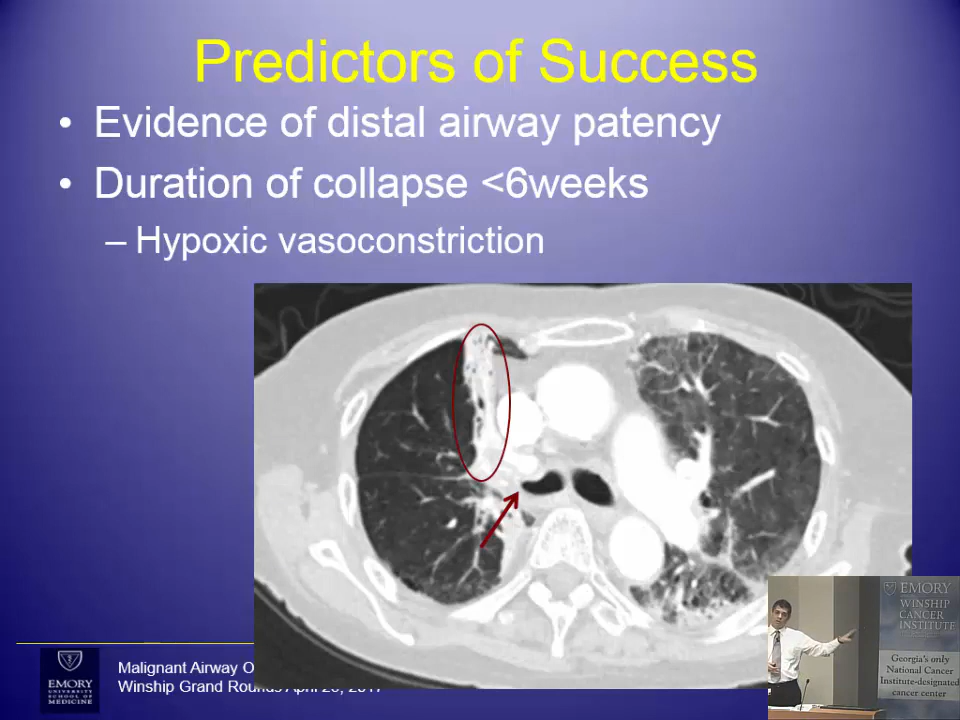 Predictors of Success
• Evidence of distal airway patency
• Duration of collapse <6weeks
– Hypoxic vasoconstriction
Malignant Airway O
Winship Grand Rounds April
EMORY
UNIVERSITY
SCHOOL OF
MEDICINE
EMORY
WINSHIP
CANCER
INSTITUTE
Georgia's only
National Cancer
Institute-designated
cancer center